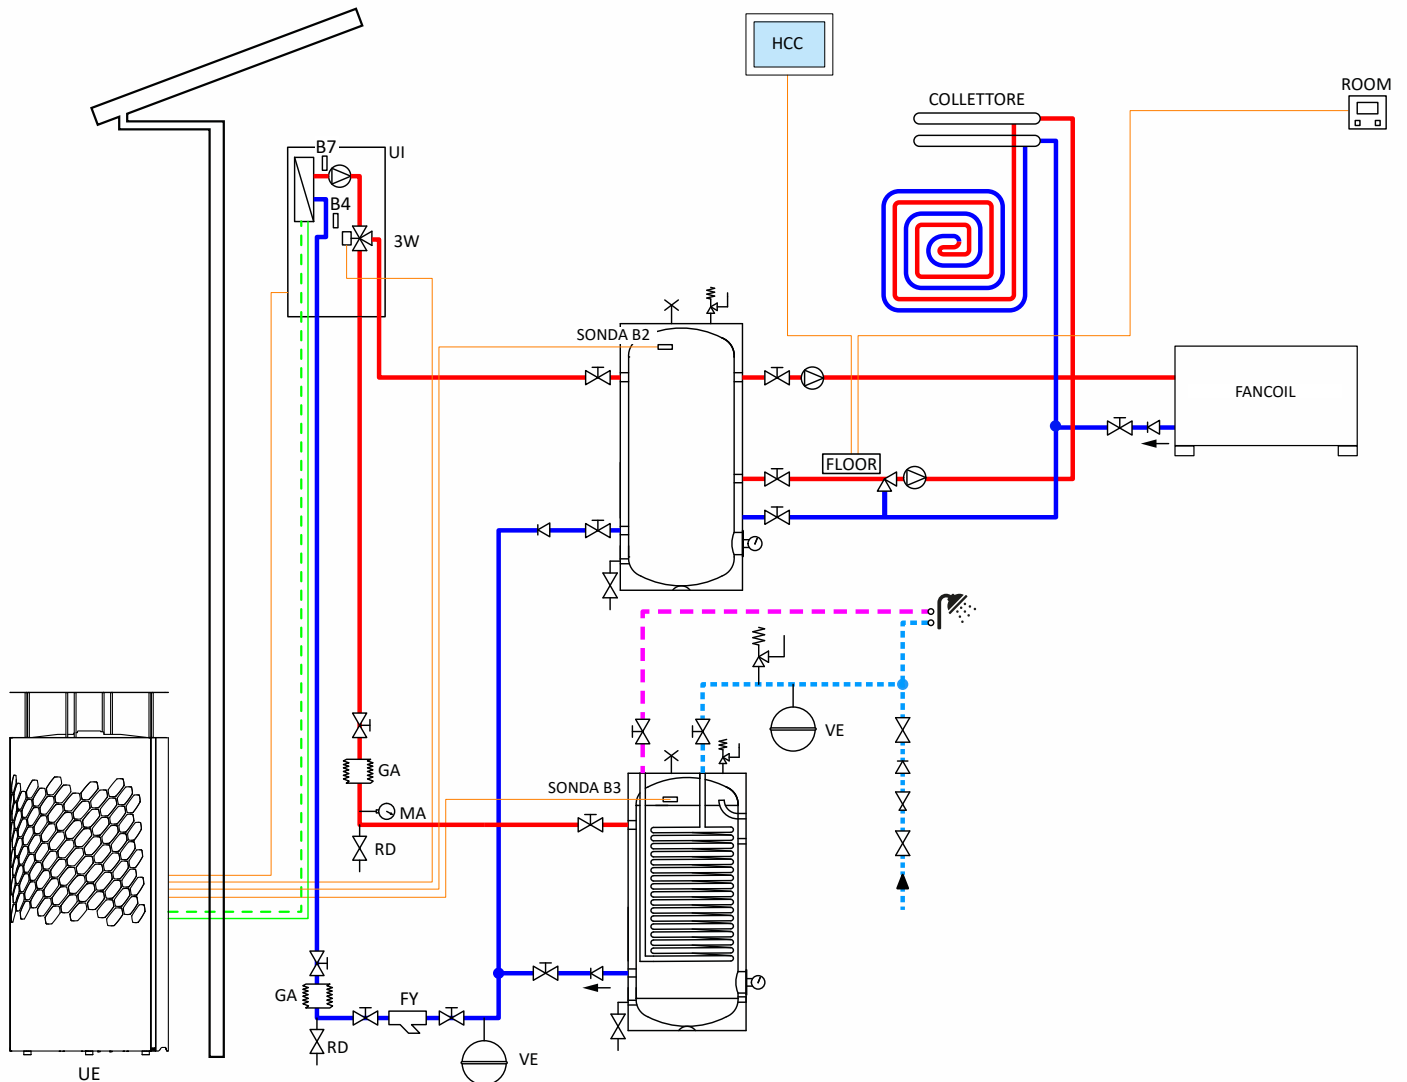 HCC
ROOM
COLLETTORE
B7
UI
B4
3W
SONDA B2
FANCOIL
FLOOR
VE
GA
SONDA B3
MA
RD
GA
FY
RD
VE
UE